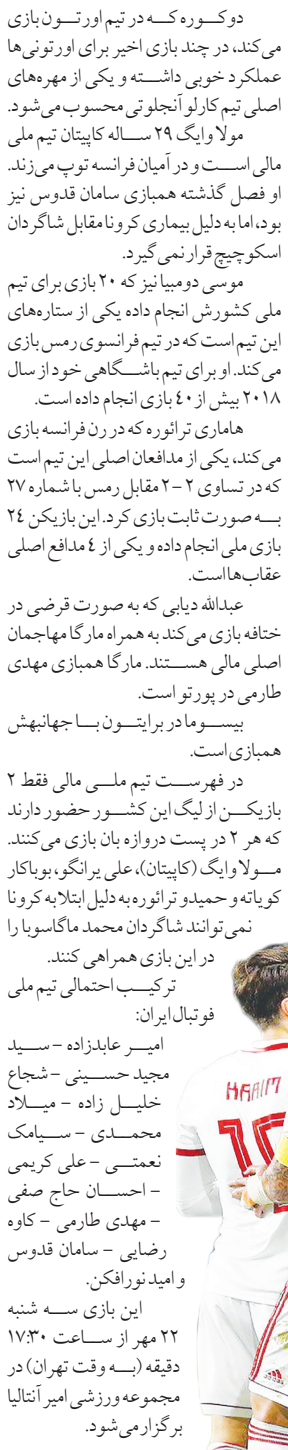 دوکوره که در تیم اورتون بازی
می‌کند، در چند بازی اخیر برای اورتونی‌ها
عملکرد خوبی داشته و یکی از مهره‌های
اصلی تیم کارلو آنجلوتی محسوب می‌شود.
مولا وایگ ۲۹ ساله کاپیتان تیم ملی
مالی است و در آمیان فرانسه توپ می‌زند.
او فصل گذشته همبازی سامان قدوس نیز
بود، اما به دلیل بیماری کرونا مقابل شاگردان
اسکوچیچ قرار نمی‌گیرد.
موسی دومبیا نیز که ۲۰ بازی برای تیم
ملی کشورش انجام داده یکی از ستاره‌های
این تیم است که در تیم فرانسوی رمس بازی
می‌کند. او برای تیم باشگاهی خود از سال
۲۰۱۸ بیش از ۴۰ بازی انجام داده است.
هاماری ترائوره که در رن فرانسه بازی
می‌کند، یکی از مدافعان اصلی این تیم است
که در تساوی ۲ - ۲ مقابل رمس با شماره ۲۷
به صورت ثابت بازی کرد. این بازیکن ۲۴
بازی ملی انجام داده و یکی از ۴ مدافع اصلی
عقاب‌ها است.
عبدالله دیابی که به صورت قرضی در
ختافه بازی می‌کند به همراه مارگا مهاجمان
اصلی مالی هستند. مارگا همبازی مهدی
طارمی در پورتو است.
بیسوما در برایتون با جهانبهش
همبازی است.
در فهرست تیم ملی مالی فقط ۲
بازیکن از لیگ این کشور حضور دارند
که هر ۲ در پست دروازه بان بازی می‌کنند.
مولا وایگ (کاپیتان)، علی یرانگو، بوباکار
کویاته و حمیدو ترائوره به دلیل ابتلا به کرونا
نمی‌توانند شاگردان محمد ماگاسوبا را
در این بازی همراهی کنند.
ترکیب احتمالی تیم ملی
فوتبال ایران:
امیر عابدزاده - سید
مجید حسینی - شجاع
خلیل زاده - میلاد
محمدی - سیامک
نعمتی - علی کریمی
- احسان حاج صفی
- مهدی طارمی - کاوه
رضایی - سامان قدوس
و امید نورافکن.
این بازی سه شنبه
۲۲ مهر از ساعت ۱۷:۳۰
دقیقه (به وقت تهران) در
مجموعه ورزشی امیر آنتالیا
برگزار می‌شود.